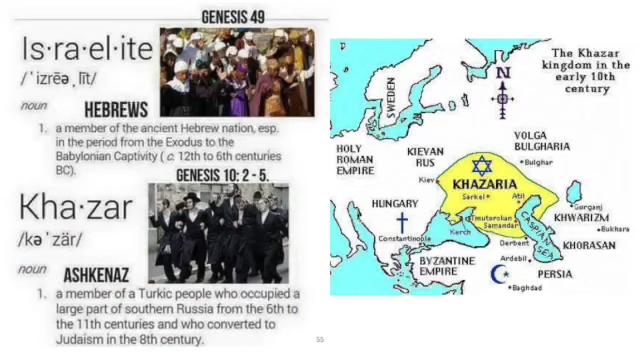 GENESIS 49
Is·ra·el·ite
/ˈizrēəˌlīt/
noun
HEBREWS
1. a member of the ancient Hebrew nation, esp.
in the period from the Exodus to the
Babylonian Captivity ( c 12th to 6th centuries
BC).
GENESIS 10: 2 - 5.
Kha·zar
/kəˈzär/
noun
ASHKENAZ
1. a member of a Turkic people who occupied a
large part of southern Russia from the 6th to
the 11th centuries and who converted to
Judaism in the 8th century.
55
The Khazar
kingdom in the
early 10th
century
N
SWEDEN
HOLY
ROMAN
EMPIRE
KIEVAN
RUS
VOLGA
BULGHARIA
Bulghar
Kiev
KHAZARIA
Sarkel
Atil
HUNGARY
Tmutorokan
Samandar
Kerch
Constantinople
CASPIAN
SEA
Gorganj
KHWARIZM
Bukhara
Derbent
KHORASAN
Ardebil
BYZANTINE
EMPIRE
PERSIA
Baghdad